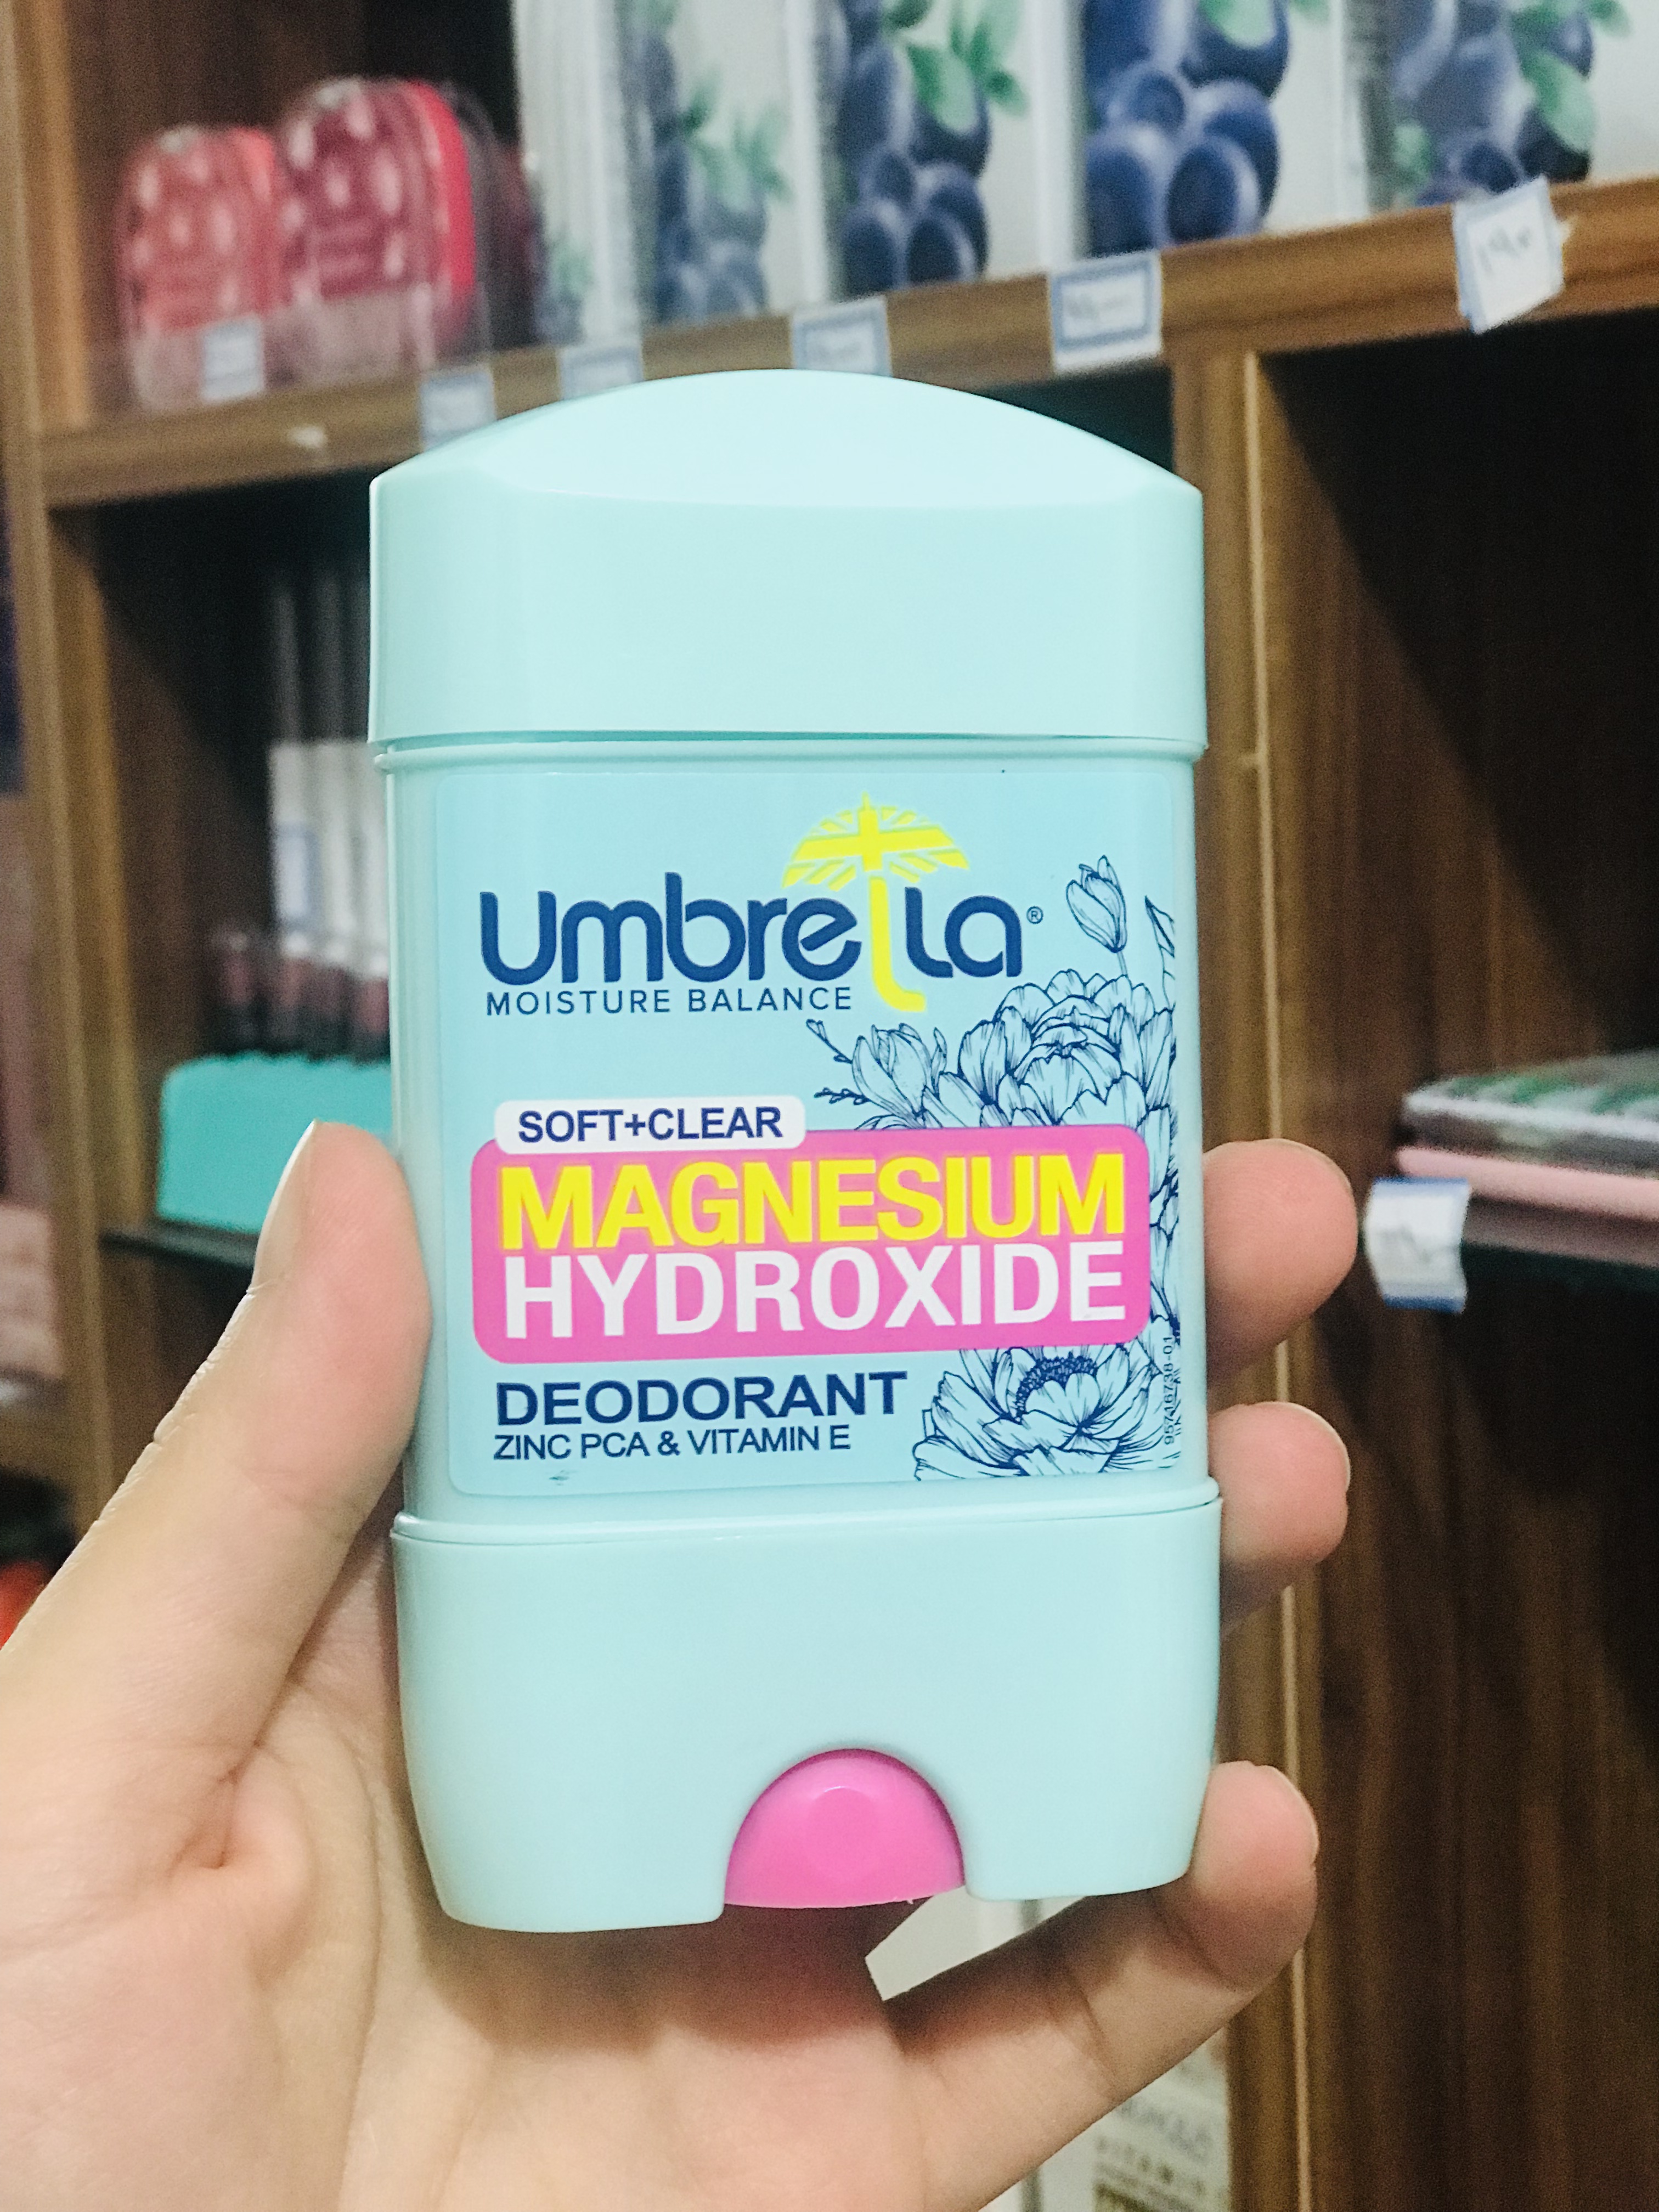 umbrella®
MOISTURE BALANCE
SOFT+CLEAR
MAGNESIUM
HYDROXIDE
DEODORANT
ZINC PCA & VITAMIN E